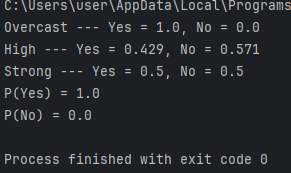 C:\Users\user\AppData\Local\Programs
Overcast --- Yes = 1.0, No = 0.0
High --- Yes = 0.429, No = 0.571
Strong --- Yes = 0.5, No = 0.5
P(Yes) = 1.0
P(No) = 0.0
Process finished with exit code 0